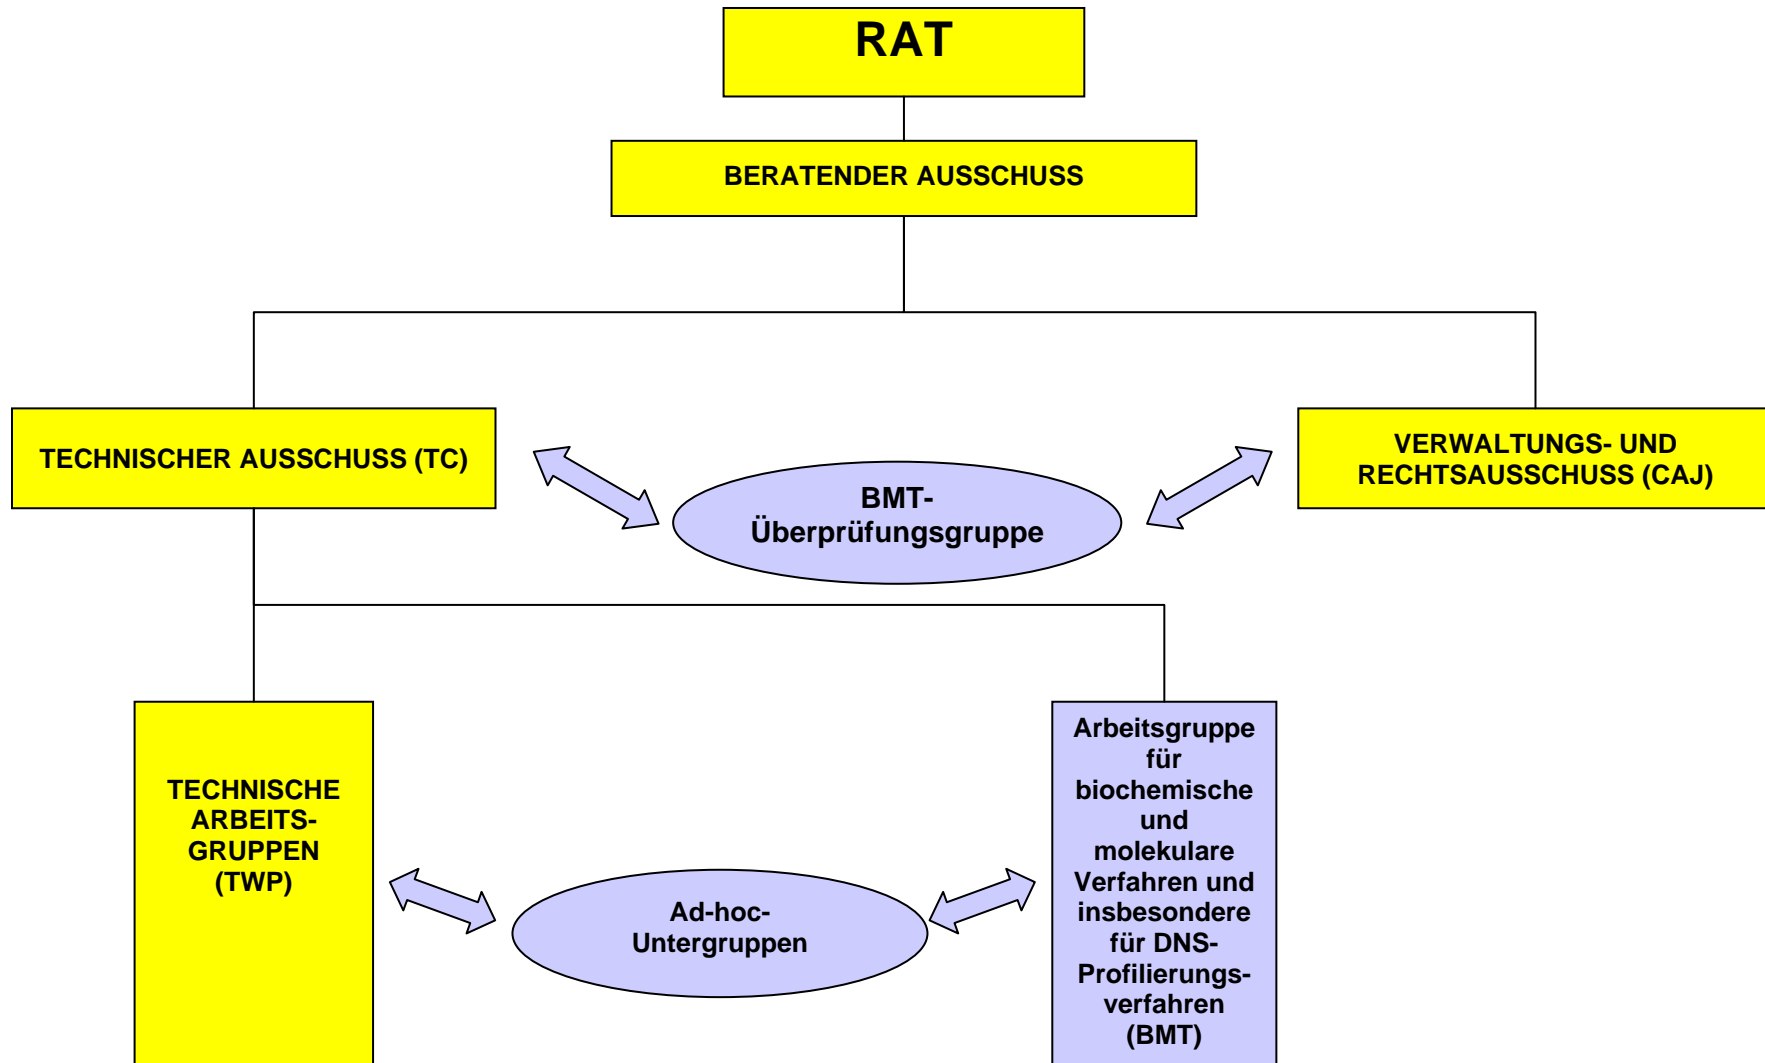 RAT
BERATENDER AUSSCHUSS
TECHNISCHER AUSSCHUSS (TC)
BMT-
Überprüfungsgruppe
VERWALTUNGS- UND
RECHTSAUSSCHUSS (CAJ)
TECHNISCHE
ARBEITS-
GRUPPEN
(TWP)
Ad-hoc-
Untergruppen
Arbeitsgruppe
für
biochemische
und
molekulare
Verfahren und
insbesondere
für DNS-
Profilierungs-
verfahren
(BMT)